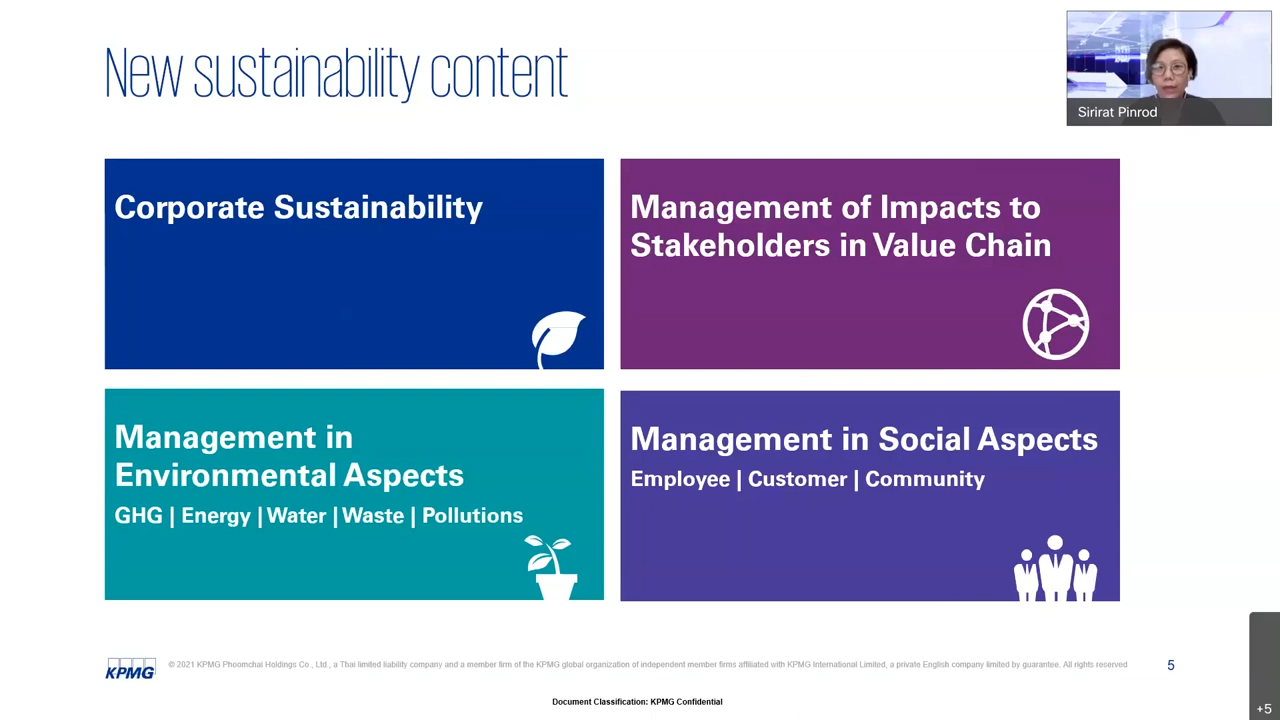 New sustainability content
Sirirat Pinrod
Corporate Sustainability
Management of Impacts to
Stakeholders in Value Chain
Management in
Environmental Aspects
GHG | Energy | Water | Waste | Pollutions
Management in Social Aspects
Employee | Customer | Community
KPMG
© 2021 KPMG Phoomchai Holdings Co., Ltd., a Thai limited liability company and a member firm of the KPMG global organization of independent member firms affiliated with KPMG International Limited, a private English company limited by guarantee. All rights reserved
5
Document Classification: KPMG Confidential
+5